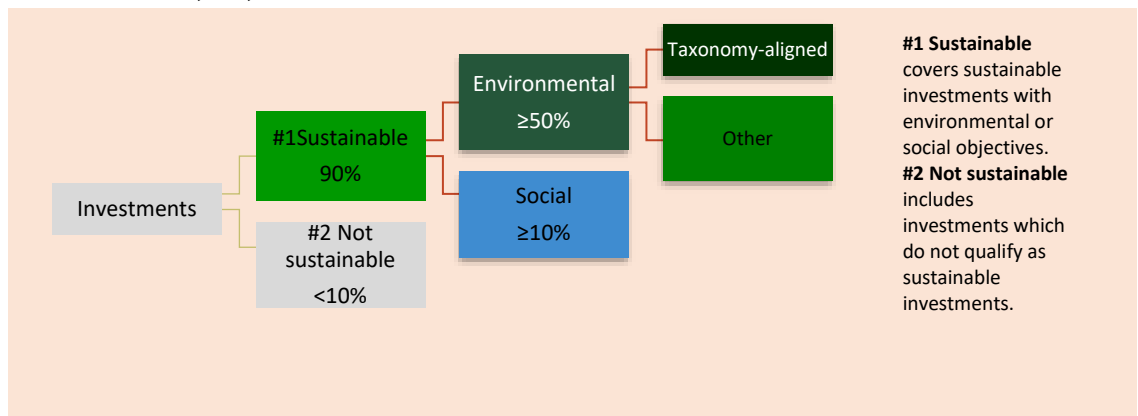 Investments
#1Sustainable
90%
#2 Not
sustainable
<10%
Environmental
≥50%
Social
≥10%
Taxonomy-aligned
Other
#1 Sustainable
covers sustainable
investments with
environmental or
social objectives.
#2 Not sustainable
includes
investments which
do not qualify as
sustainable
investments.